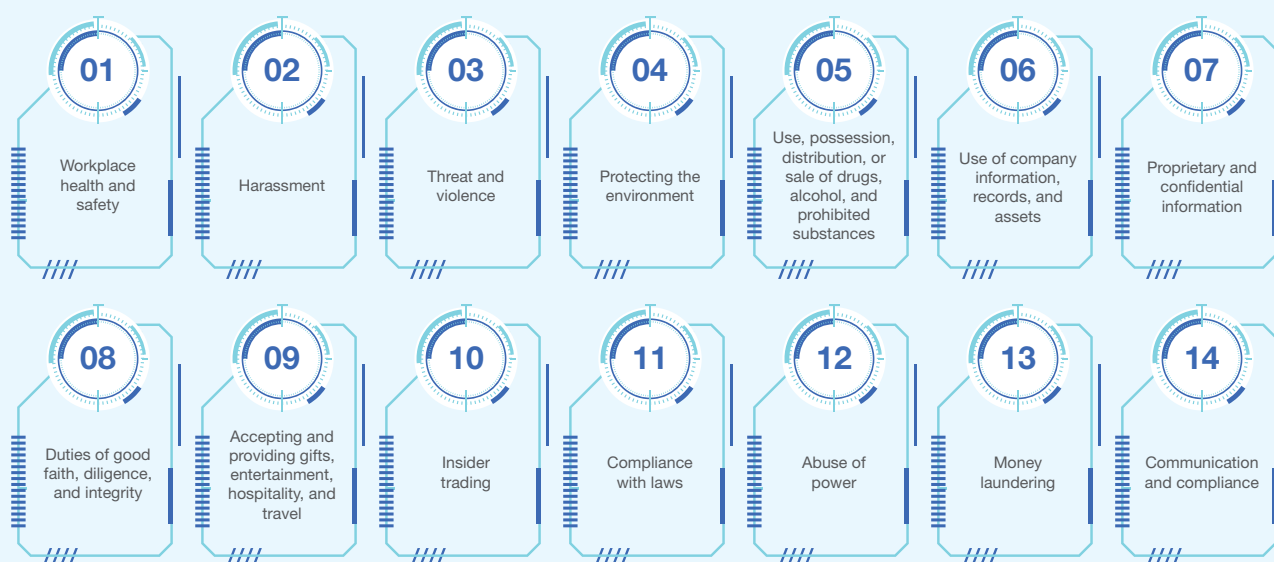 01
Workplace
health and
safety
02
Harassment
03
Threat and
violence
04
Protecting the
environment
05
Use, possession,
distribution, or
sale of drugs,
alcohol, and
prohibited
substances
06
Use of company
information,
records, and
assets
07
Proprietary and
confidential
information
08
Duties of good
faith, diligence,
and integrity
09
Accepting and
providing gifts,
entertainment,
hospitality, and
travel
10
Insider
trading
11
Compliance
with laws
12
Abuse of
power
13
Money
laundering
14
Communication
and compliance